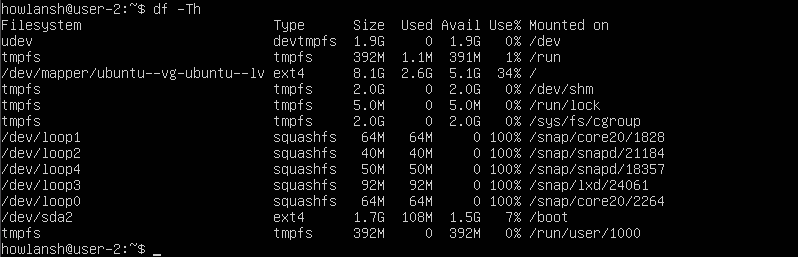 howlansh@user-2:~$ df -Th
Filesystem                        Type      Size  Used Avail Use% Mounted on
udev                              devtmpfs  1.9G     0  1.9G   0% /dev
tmpfs                             tmpfs     392M  1.1M  391M   1% /run
/dev/mapper/ubuntu--vg-ubuntu--lv ext4      8.1G  2.6G  5.1G  34% /
tmpfs                             tmpfs     2.0G     0  2.0G   0% /dev/shm
tmpfs                             tmpfs     5.0M     0  5.0M   0% /run/lock
tmpfs                             tmpfs     2.0G     0  2.0G   0% /sys/fs/cgroup
/dev/loop1                        squashfs   64M   64M     0 100% /snap/core20/1828
/dev/loop2                        squashfs   40M   40M     0 100% /snap/snapd/21184
/dev/loop4                        squashfs   50M   50M     0 100% /snap/snapd/18357
/dev/loop3                        squashfs   92M   92M     0 100% /snap/lxd/24061
/dev/loop0                        squashfs   64M   64M     0 100% /snap/core20/2264
/dev/sda2                         ext4      1.7G  108M  1.5G   7% /boot
tmpfs                             tmpfs     392M     0  392M   0% /run/user/1000
howlansh@user-2:~$ _